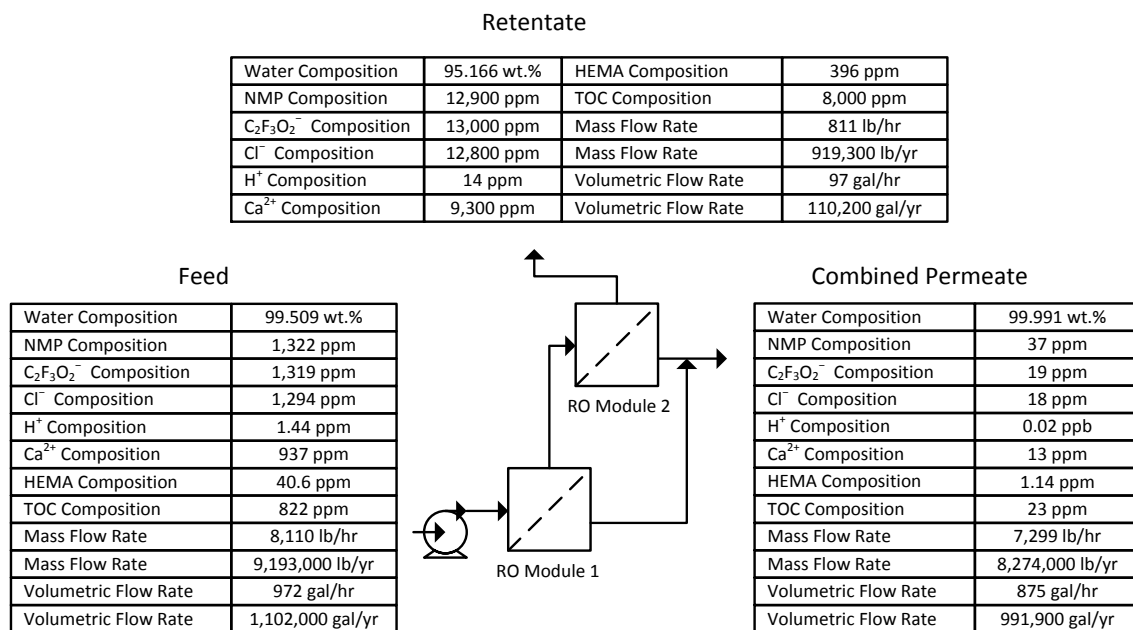 Retentate
Water Composition 95.166 wt.% HEMA Composition 396 ppm
NMP Composition 12,900 ppm TOC Composition 8,000 ppm
C₂F₃O₂⁻ Composition 13,000 ppm Mass Flow Rate 811 lb/hr
Cl⁻ Composition 12,800 ppm Mass Flow Rate 919,300 lb/yr
H⁺ Composition 14 ppm Volumetric Flow Rate 97 gal/hr
Ca²⁺ Composition 9,300 ppm Volumetric Flow Rate 110,200 gal/yr
Feed
Water Composition 99.509 wt.%
NMP Composition 1,322 ppm
C₂F₃O₂⁻ Composition 1,319 ppm
Cl⁻ Composition 1,294 ppm
H⁺ Composition 1.44 ppm
Ca²⁺ Composition 937 ppm
HEMA Composition 40.6 ppm
TOC Composition 822 ppm
Mass Flow Rate 8,110 lb/hr
Mass Flow Rate 9,193,000 lb/yr
Volumetric Flow Rate 972 gal/hr
Volumetric Flow Rate 1,102,000 gal/yr
RO Module 2
RO Module 1
Combined Permeate
Water Composition 99.991 wt.%
NMP Composition 37 ppm
C₂F₃O₂⁻ Composition 19 ppm
Cl⁻ Composition 18 ppm
H⁺ Composition 0.02 ppb
Ca²⁺ Composition 13 ppm
HEMA Composition 1.14 ppm
TOC Composition 23 ppm
Mass Flow Rate 7,299 lb/hr
Mass Flow Rate 8,274,000 lb/yr
Volumetric Flow Rate 875 gal/hr
Volumetric Flow Rate 991,900 gal/yr